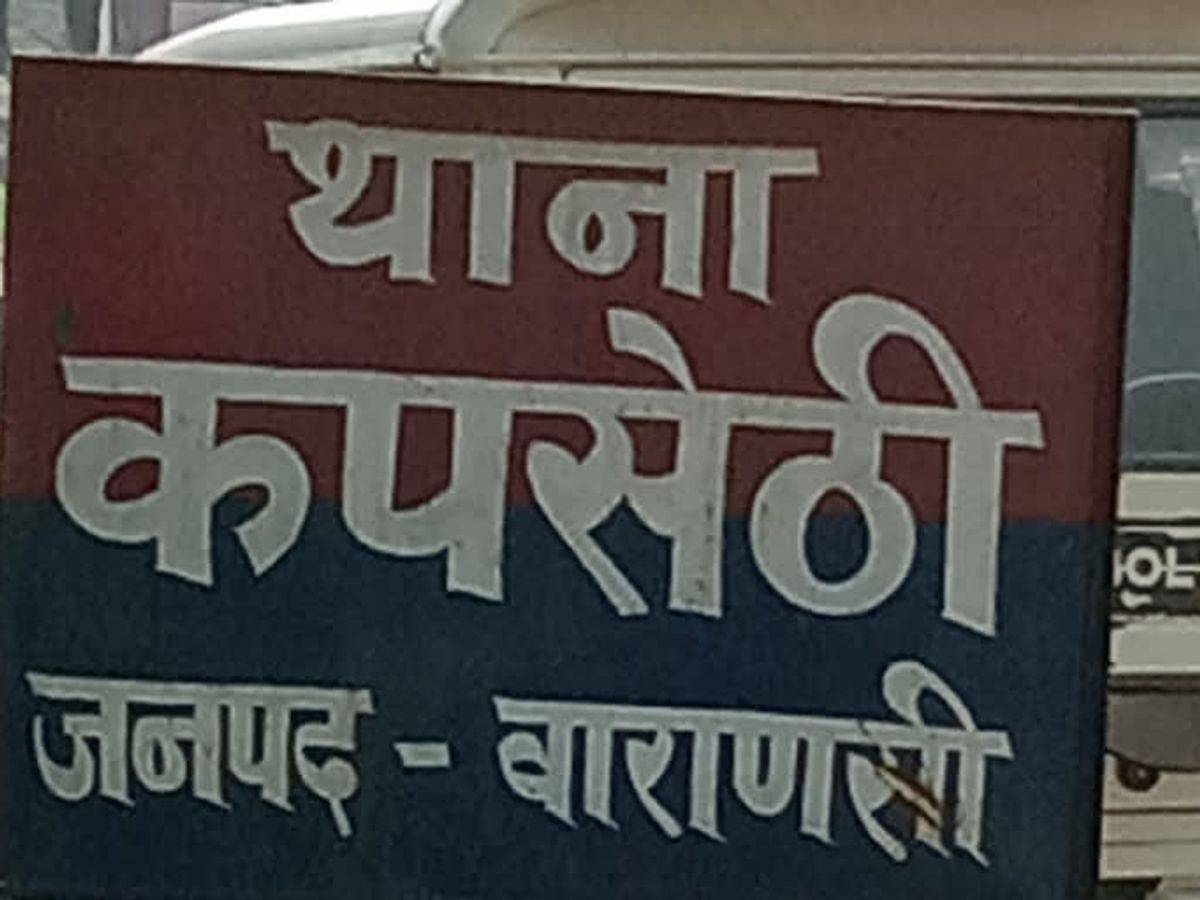 थाना
कपसेठी
जनपद - वाराणसी